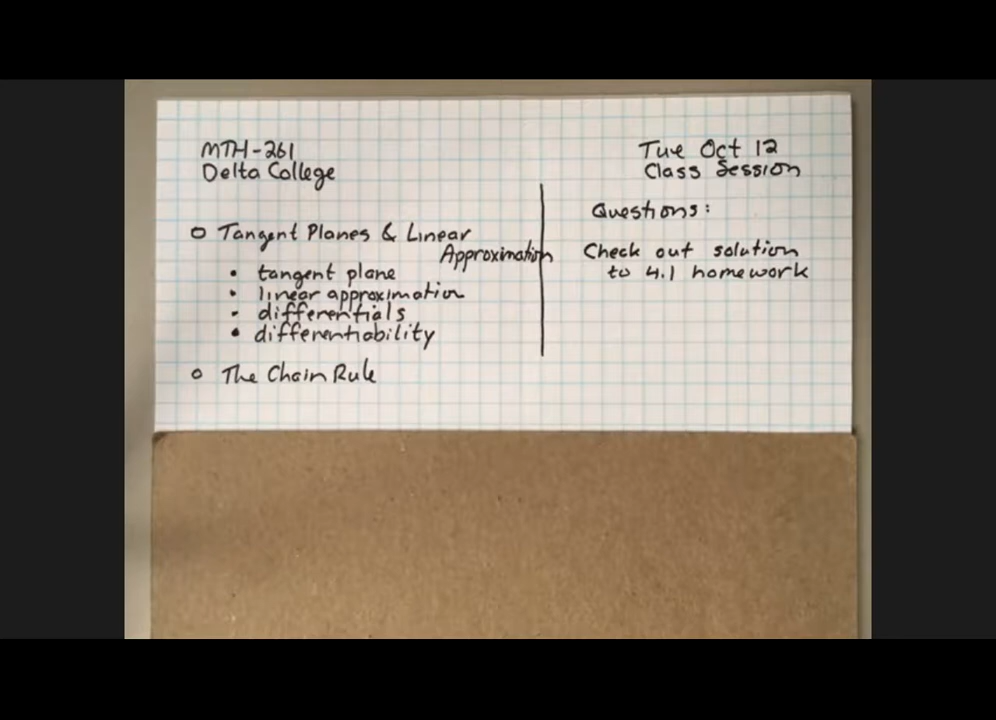 MTH-261
Delta College
Tue Oct 12
Class Session
○ Tangent Planes & Linear
Approximation
• tangent plane
• linear approximation
• differentials
• differentiability
○ The Chain Rule
Questions:
Check out solution
to 4.1 homework